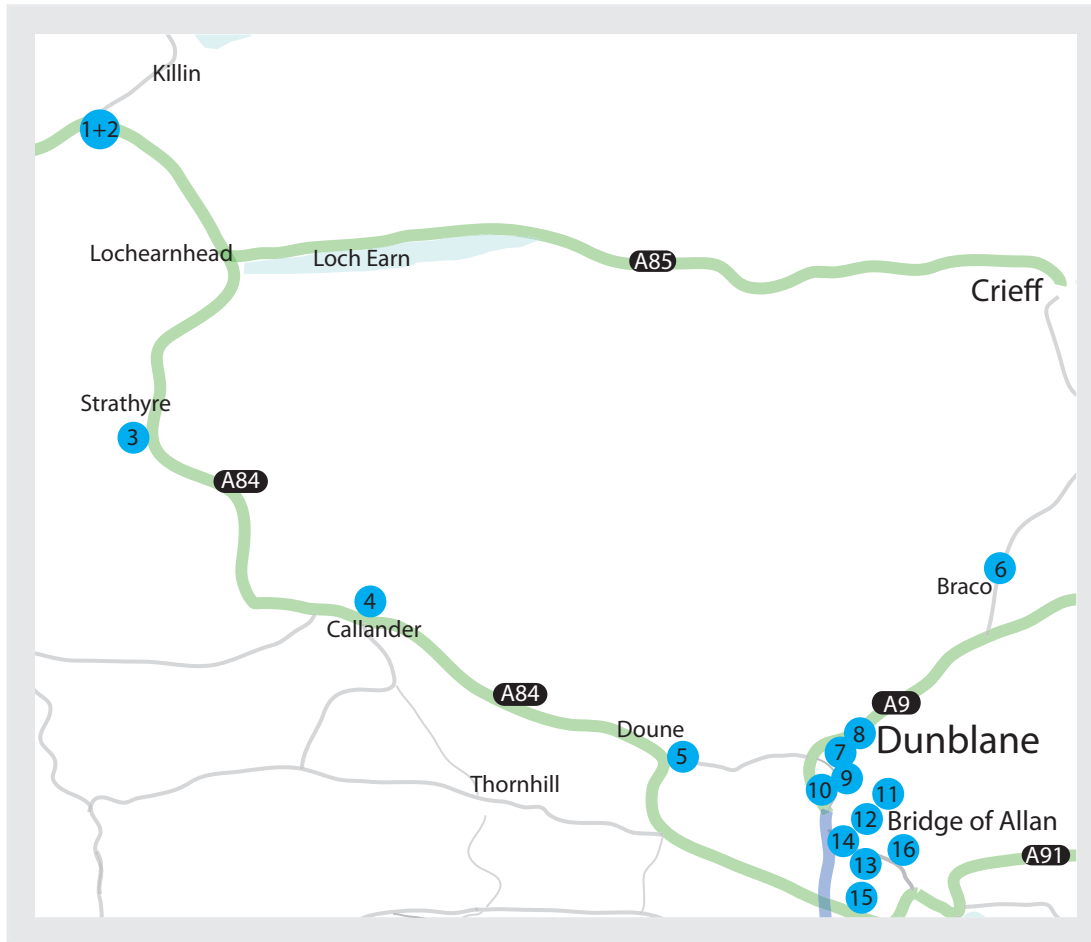 Killin
1+2
Lochearnhead
Loch Earn
A85
Crieff
Strathyre
3
A84
4
Callander
6
Braco
A84
A9
Doune
5
8
Dunblane
7
Thornhill
9
10
11
12
Bridge of Allan
14
16
13
A91
15